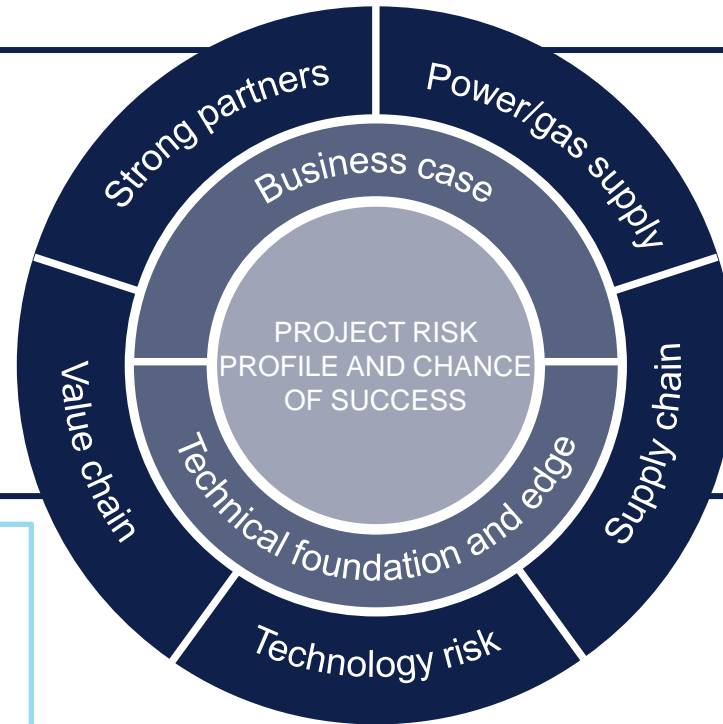 Strong partners
Power/gas supply
Business case
PROJECT RISK
PROFILE AND CHANCE
OF SUCCESS
Value chain
Supply chain
Technical foundation and edge
Technology risk